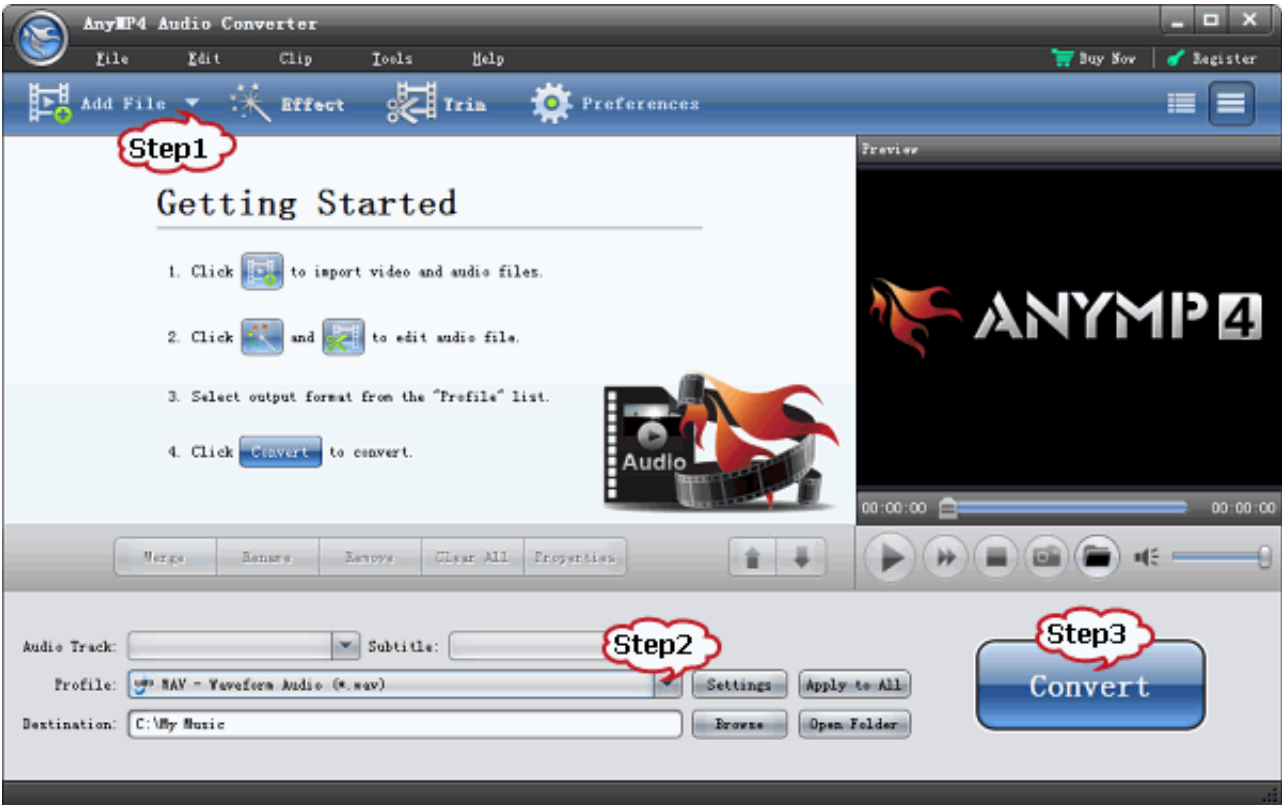 AnyMP4 Audio Converter
File Edit Clip Tools Help Buy Now Register
Add File Effect Trim Preferences
Step1
Preview
Getting Started
1. Click to import video and audio files.
2. Click and to edit audio file.
3. Select output format from the "Profile" list.
4. Click Convert to convert.
Audio
ANYMP4
00:00:00 00:00:00
Merge Rename Remove Clear All Properties
Audio Track: Subtitle:
Step2
Step3
Profile: WAV - Waveform Audio (*.wav) Settings Apply to All
Convert
Destination: C:\My Music Browse Open Folder